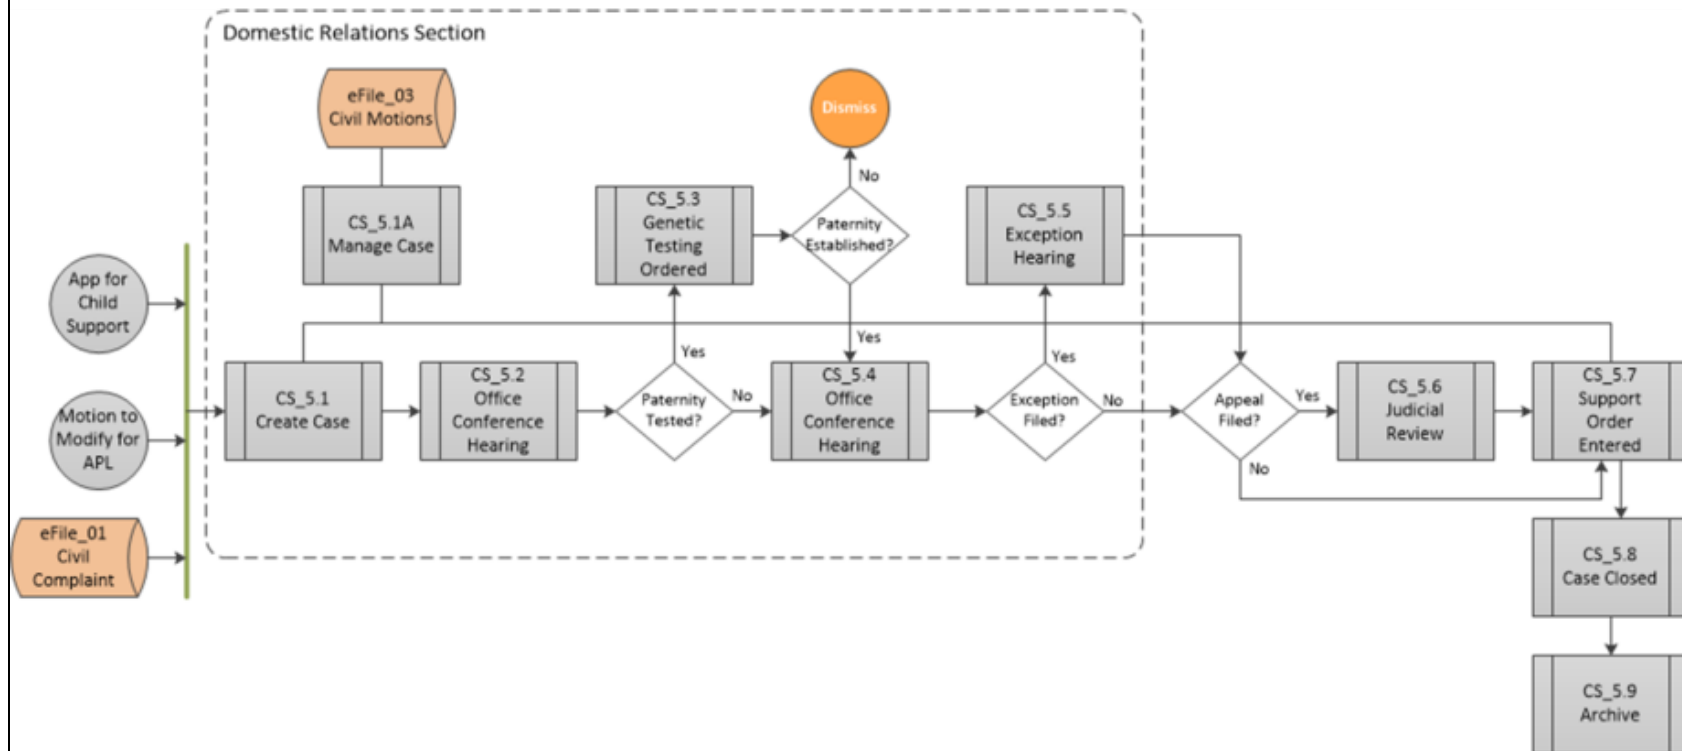 Domestic Relations Section
eFile_03
Civil Motions
Dismiss
No
CS_5.1A
Manage Case
CS_5.3
Genetic
Testing
Ordered
Paternity
Established?
CS_5.5
Exception
Hearing
App for
Child
Support
Yes
Yes
Yes
CS_5.1
Create Case
CS_5.2
Office
Conference
Hearing
Paternity
Tested?
No
CS_5.4
Office
Conference
Hearing
Exception
Filed?
No
Appeal
Filed?
Yes
CS_5.6
Judicial
Review
CS_5.7
Support
Order
Entered
Motion to
Modify for
APL
No
eFile_01
Civil
Complaint
CS_5.8
Case Closed
CS_5.9
Archive